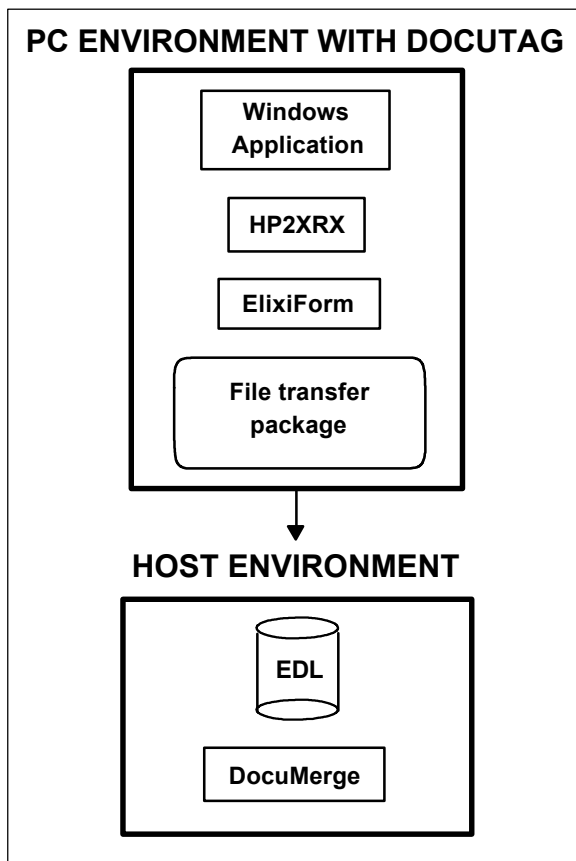 PC ENVIRONMENT WITH DOCUTAG
Windows
Application
HP2XRX
ElixiForm
File transfer
package
HOST ENVIRONMENT
EDL
DocuMerge